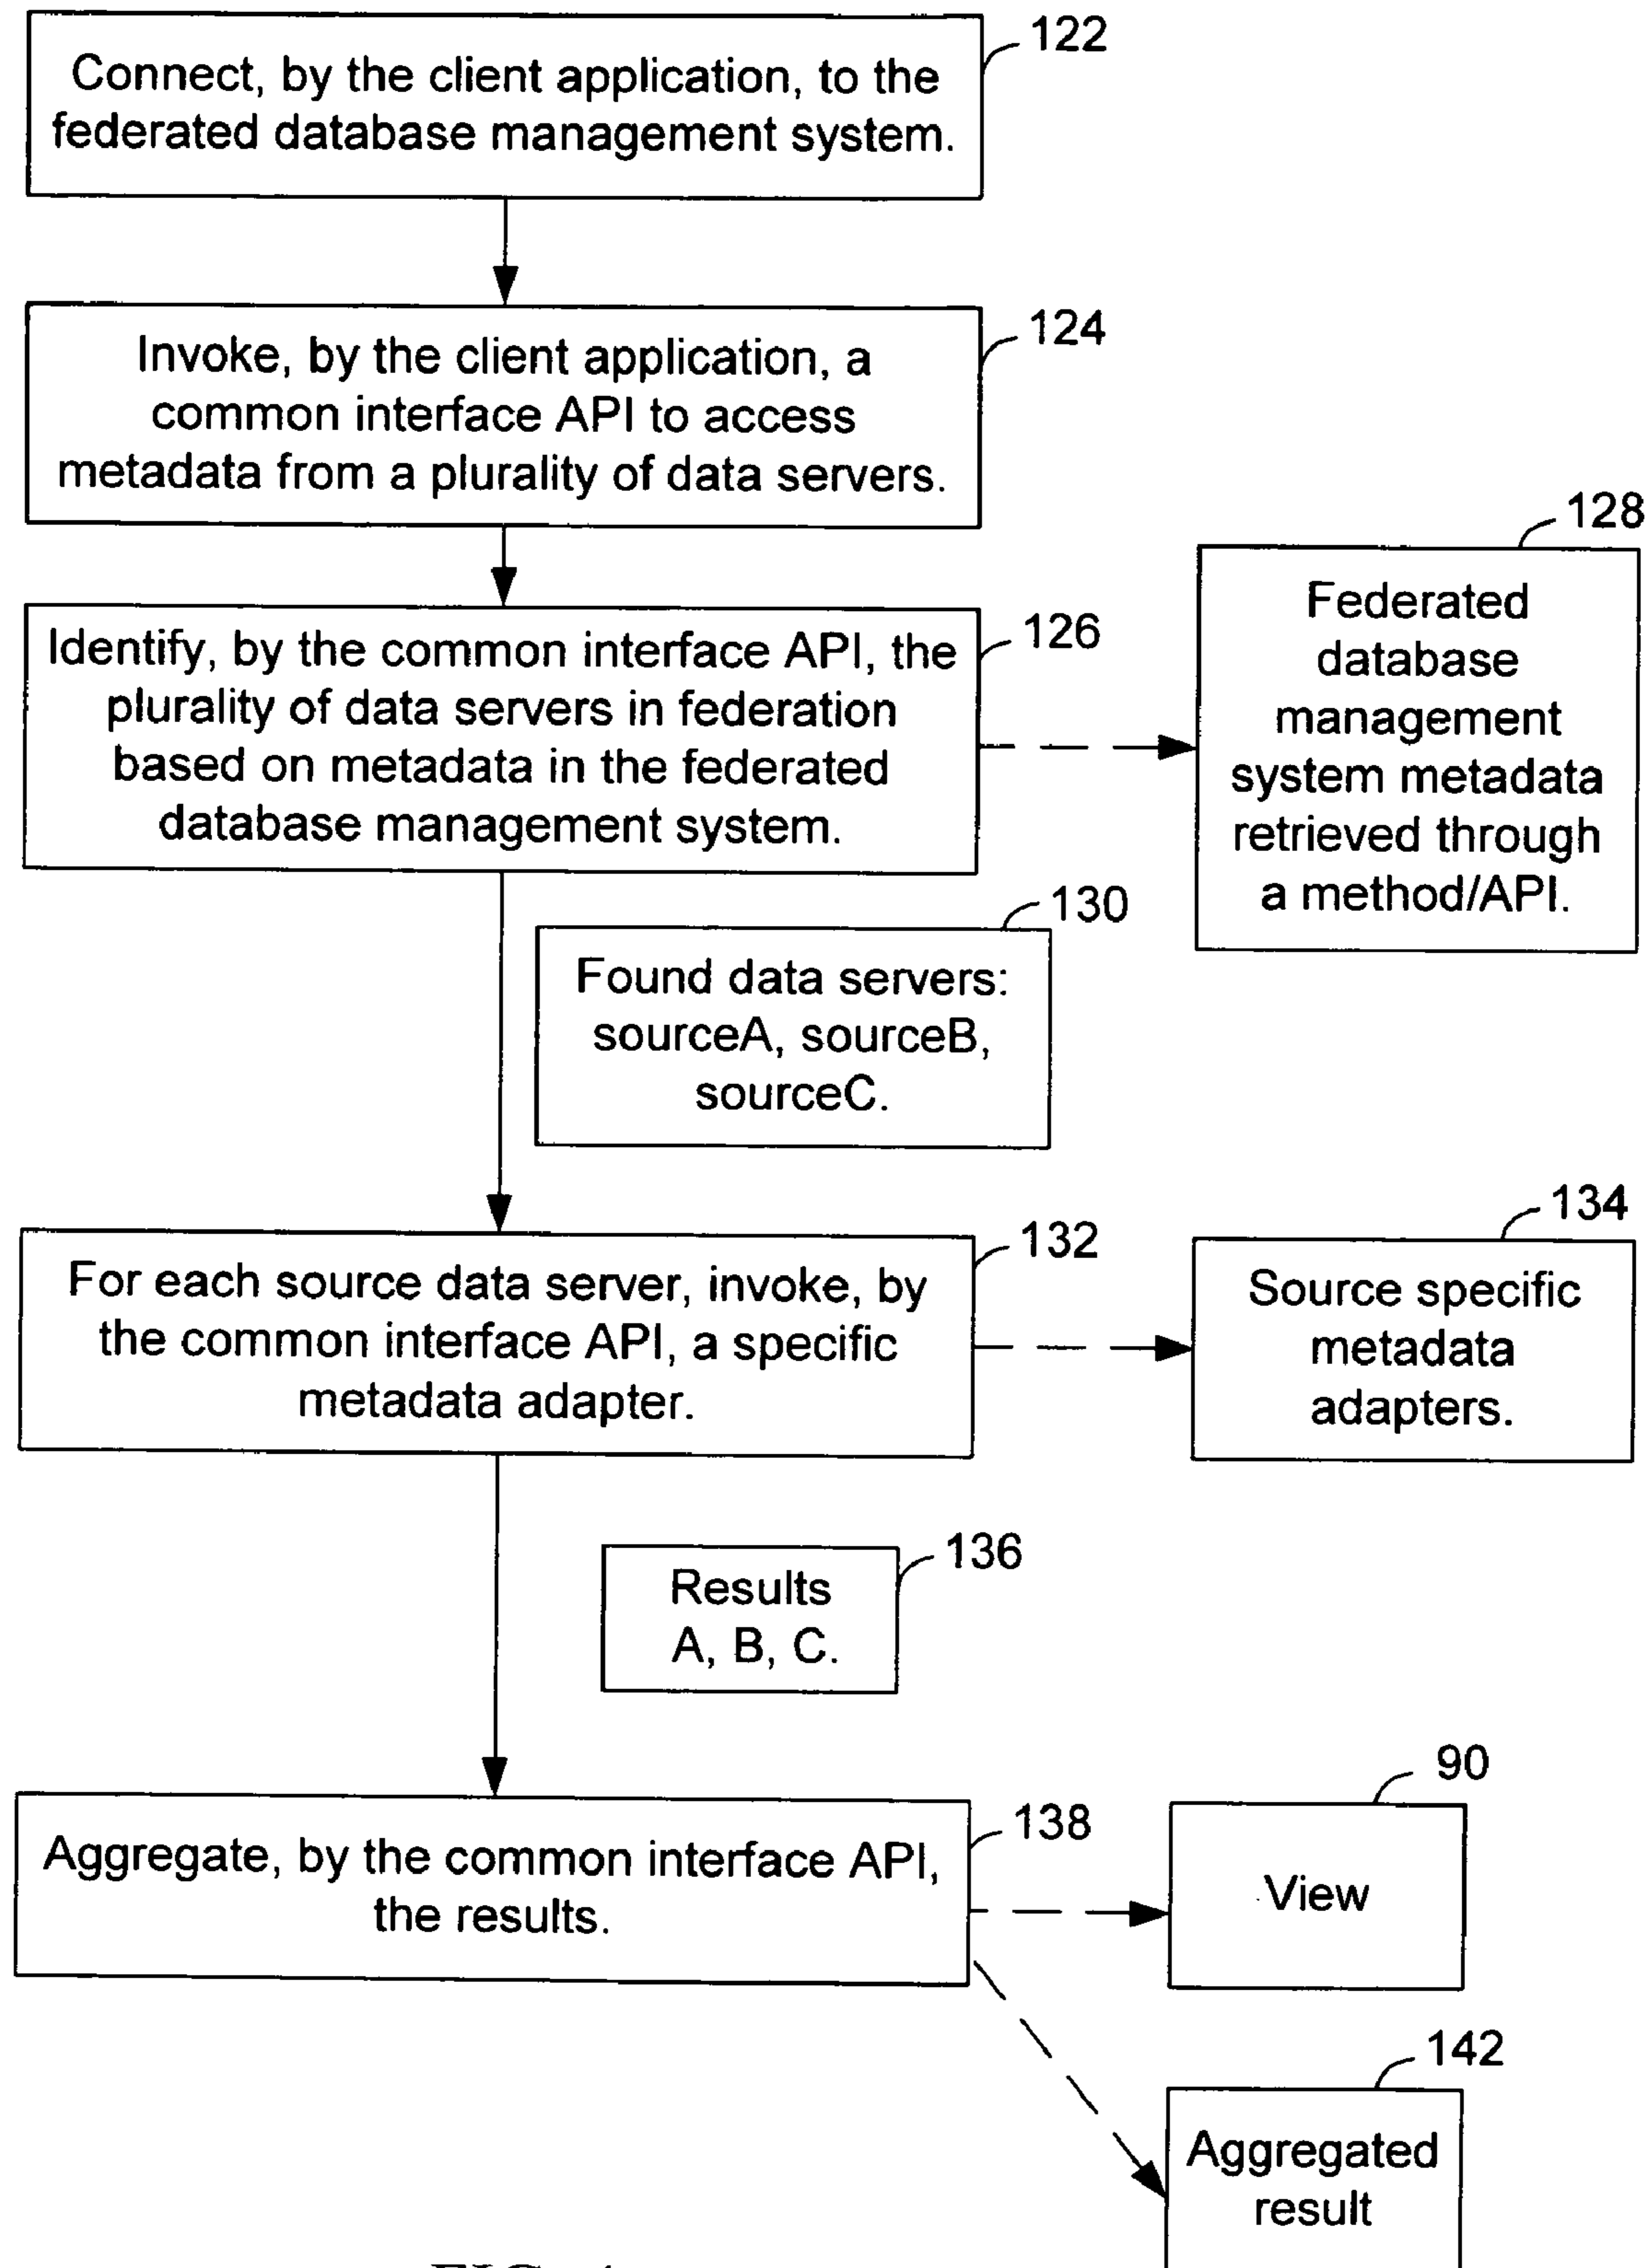 122
Connect, by the client application, to the
federated database management system.
124
Invoke, by the client application, a
common interface API to access
metadata from a plurality of data servers.
126
Identify, by the common interface API, the
plurality of data servers in federation
based on metadata in the federated
database management system.
128
Federated
database
management
system metadata
retrieved through
a method/API.
130
Found data servers:
sourceA, sourceB,
sourceC.
132
For each source data server, invoke, by
the common interface API, a specific
metadata adapter.
134
Source specific
metadata
adapters.
136
Results
A, B, C.
138
Aggregate, by the common interface API,
the results.
90
View
142
Aggregated
result